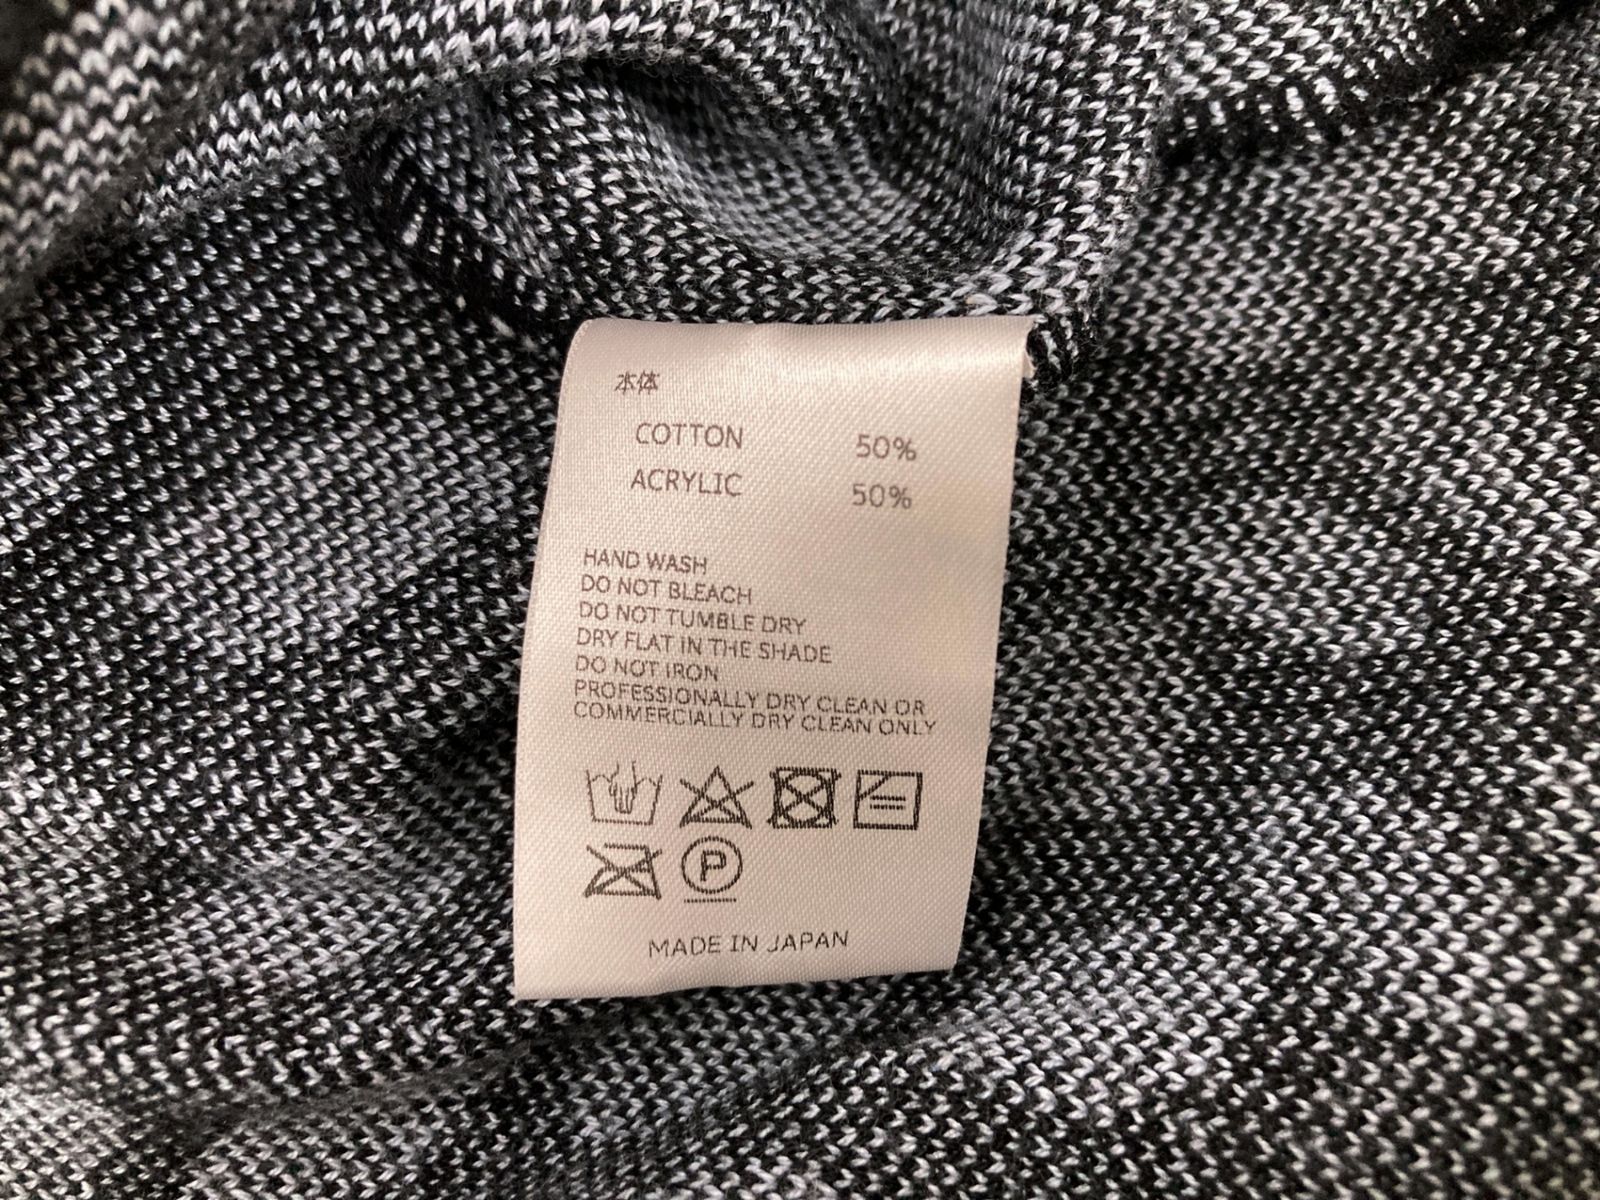 本体
COTTON 50%
ACRYLIC 50%
HAND WASH
DO NOT BLEACH
DO NOT TUMBLE DRY
DRY FLAT IN THE SHADE
DO NOT IRON
PROFESSIONALLY DRY CLEAN OR
COMMERCIALLY DRY CLEAN ONLY
P
MADE IN JAPAN